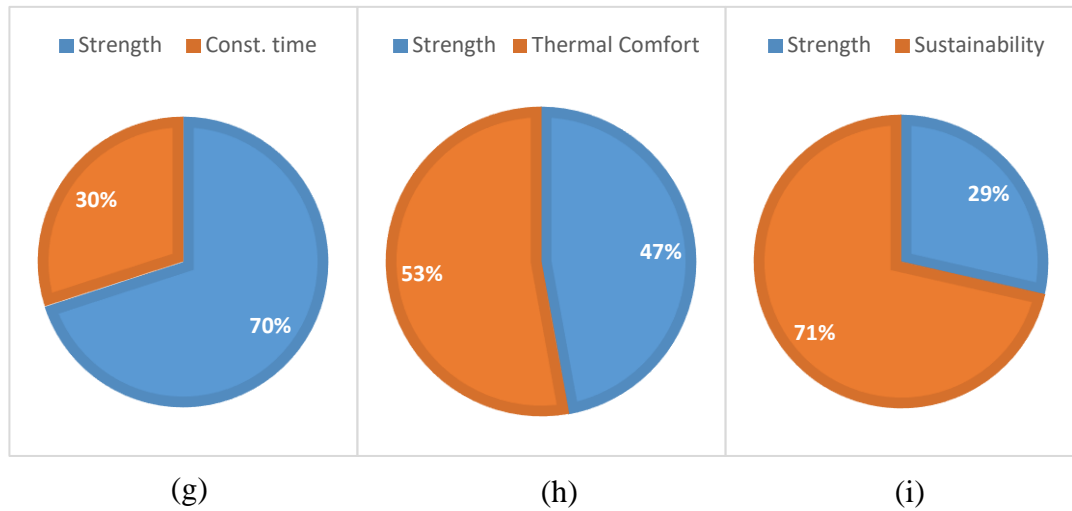 Strength Const. time
30%
70%
(g)
Strength Thermal Comfort
47%
53%
(h)
Strength Sustainability
29%
71%
(i)